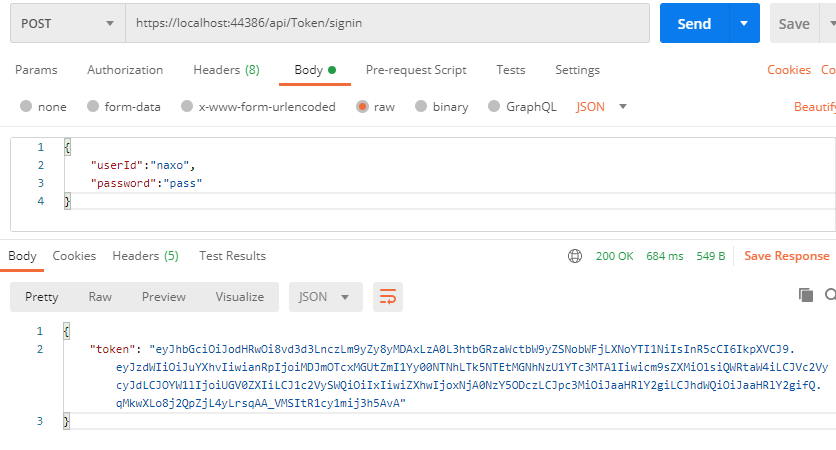 POST https://localhost:44386/api/Token/signin Send Save
Params Authorization Headers (8) Body Pre-request Script Tests Settings Cookies Co
none form-data x-www-form-urlencoded raw binary GraphQL JSON Beautify
1 {
2 "userId":"naxo",
3 "password":"pass"
4 }
Body Cookies Headers (5) Test Results 200 OK 684 ms 549 B Save Response
Pretty Raw Preview Visualize JSON
1 {
2 "token": "eyJhbGciOiJodHRwOi8vd3d3LnczLm9yZy8yMDAxLzA0L3htbGRzaWctbW9yZSNobWFjLXNoYTI1NiIsInR5cCI6IkpXVCJ9.
eyJzdWIiOiJuYXhvIiwianRpIjoiMDJmOTcxMGUtZmI1Yy00NTNhLTk5NTEtMGNhNzU1YTc3MTA1Iiwicm9sZXMiOlsiQWRtaW4iLCJVc2Vy
cyJdLCJOYW1lIjoiUGV0ZXIiLCJ1c2VySWQiOiIxIiwiZXhwIjoxNjA0NzY5ODczLCJpc3MiOiJaaHRlY2giLCJhdWQiOiJaaHRlY2gifQ.
qMkwXLo8j2QpZjL4yLrsqAA_VMSItR1cy1mij3h5AvA"
3 }